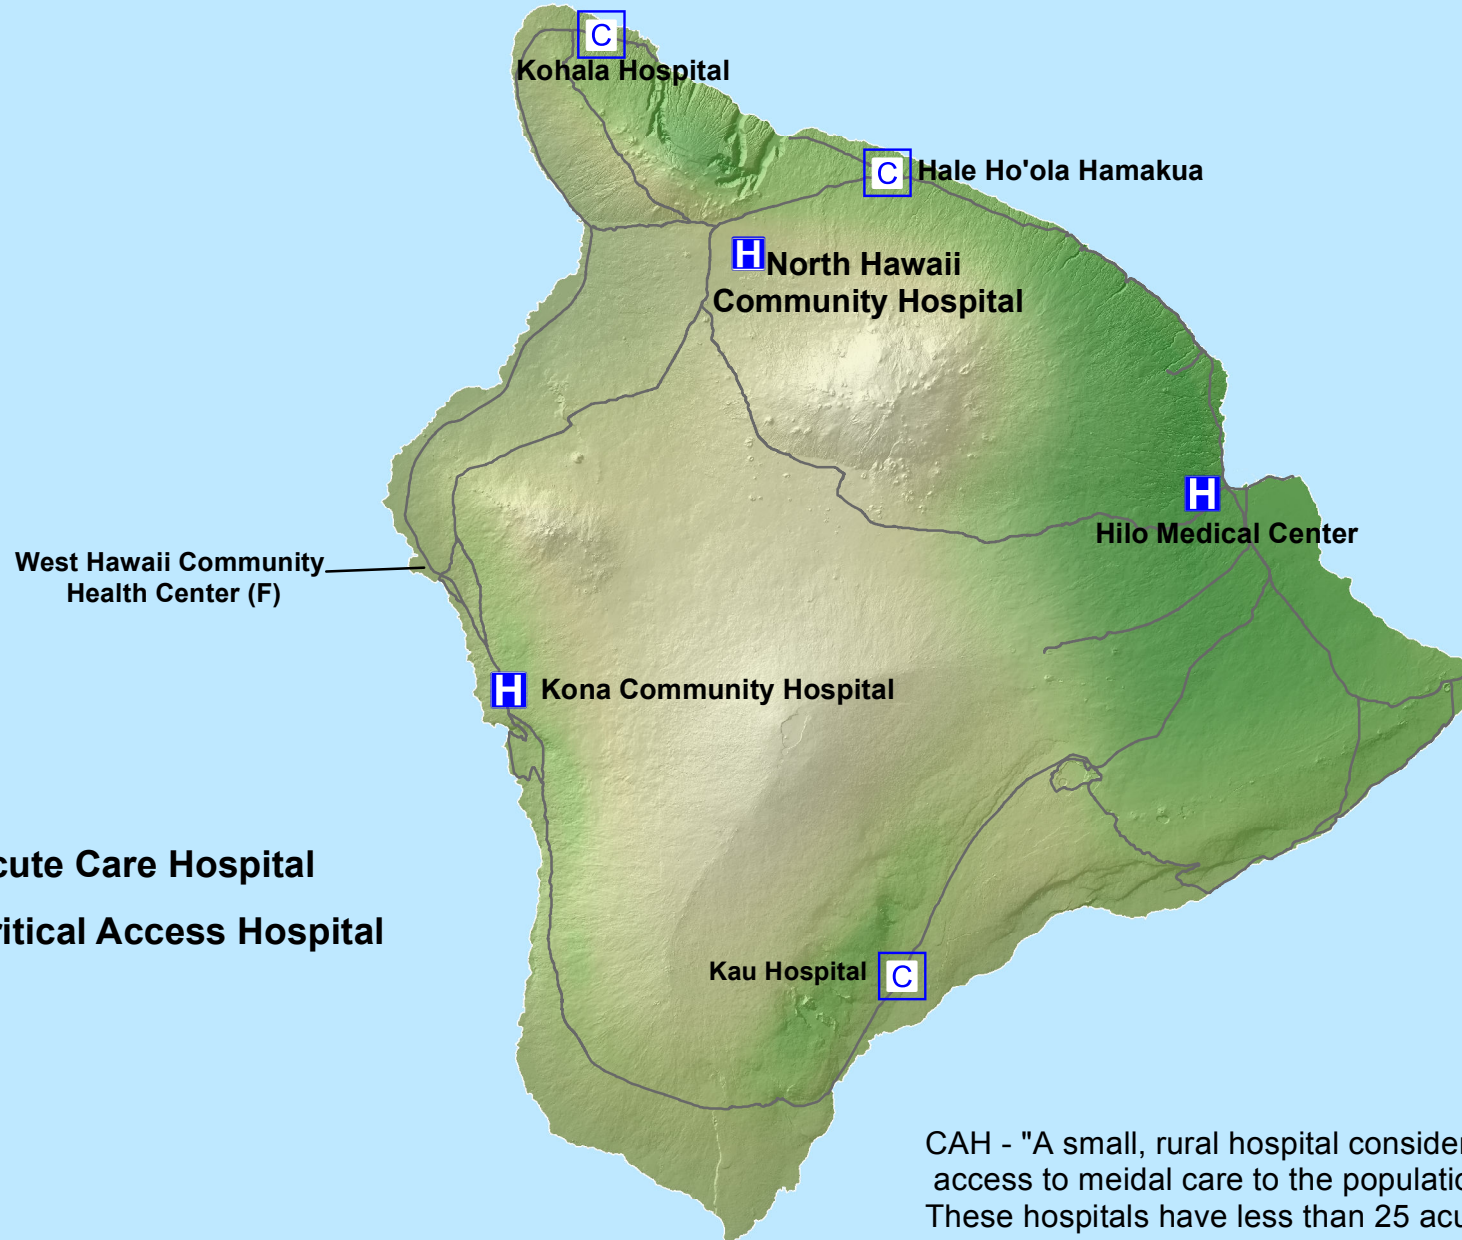 C
Kohala Hospital
C Hale Ho'ola Hamakua
H North Hawaii
Community Hospital
H
Hilo Medical Center
West Hawaii Community
Health Center (F)
H Kona Community Hospital
cute Care Hospital
ritical Access Hospital
Kau Hospital C
CAH - "A small, rural hospital consider
access to meidal care to the populatio
These hospitals have less than 25 acu